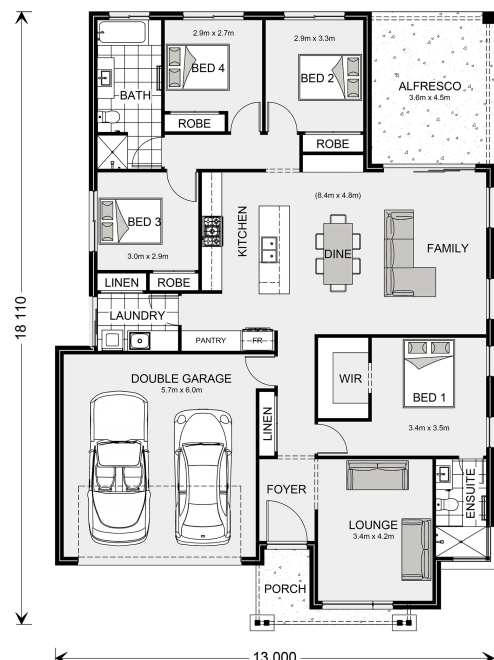 2.9m x 2.7m
BED 4
2.9m x 3.3m
BED 2
BATH
ALFRESCO
3.6m x 4.5m
ROBE
ROBE
BED 3
3.0m x 2.9m
KITCHEN
(8.4m x 4.8m)
DINE
FAMILY
LINEN
ROBE
LAUNDRY
PANTRY
FR
18 110
DOUBLE GARAGE
5.7m x 6.0m
WIR
BED 1
3.4m x 3.5m
LINEN
FOYER
ENSUITE
LOUNGE
3.4m x 4.2m
PORCH
13 000